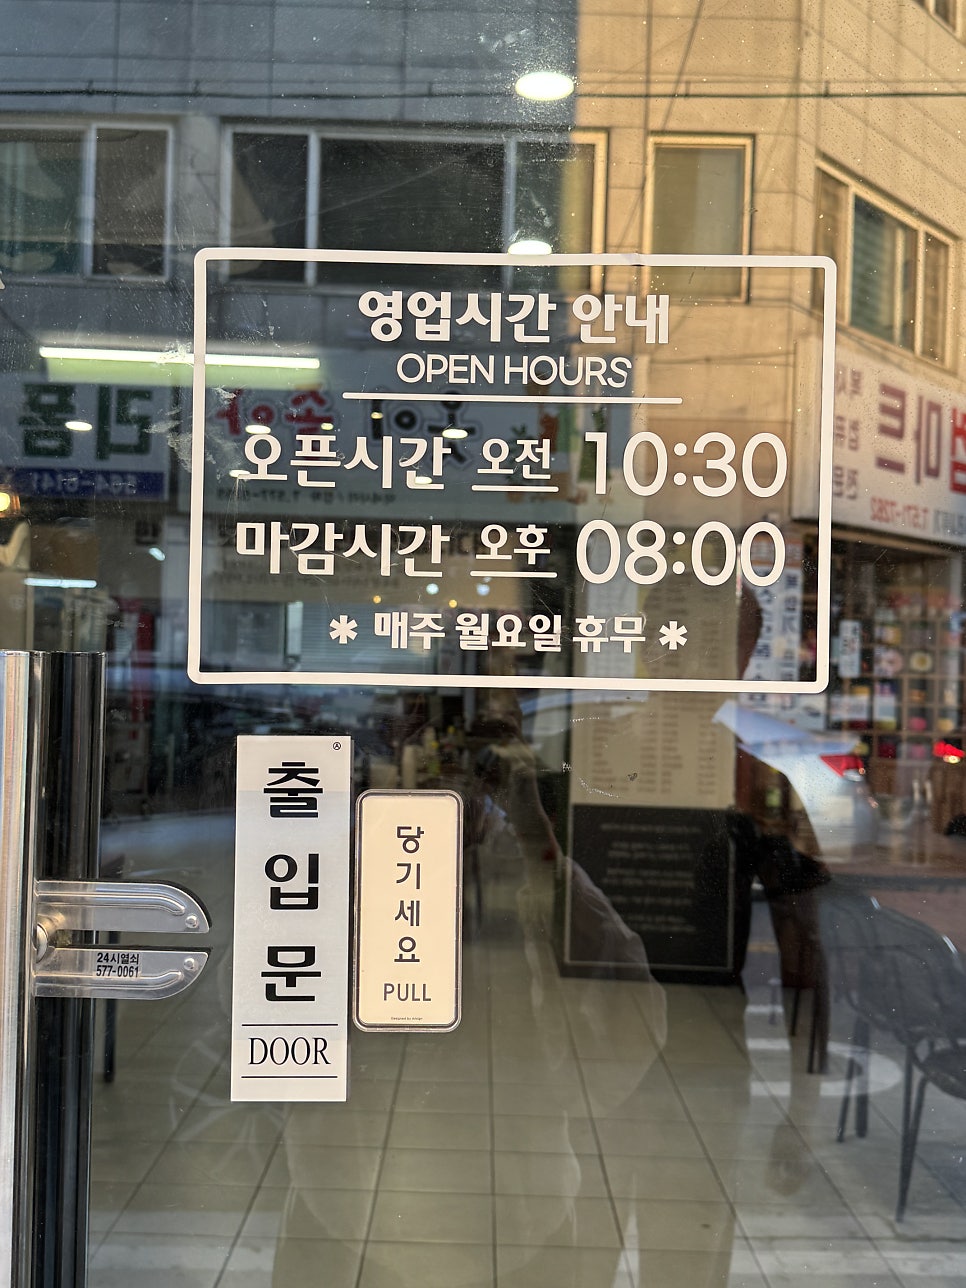 영업시간 안내
OPEN HOURS
오픈시간 오전 10:30
마감시간 오후 08:00
* 매주 월요일 휴무 *
출입문
DOOR
당기세요
PULL
24시열쇠
577-0061